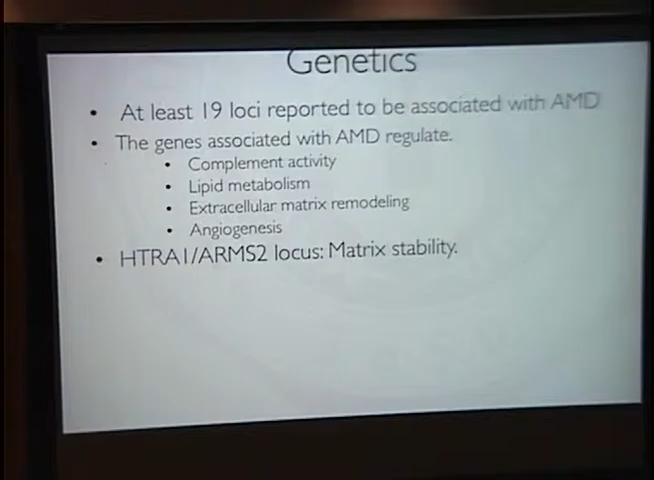 Genetics
• At least 19 loci reported to be associated with AMD
• The genes associated with AMD regulate.
• Complement activity
• Lipid metabolism
• Extracellular matrix remodeling
• Angiogenesis
• HTRA1/ARMS2 locus: Matrix stability.